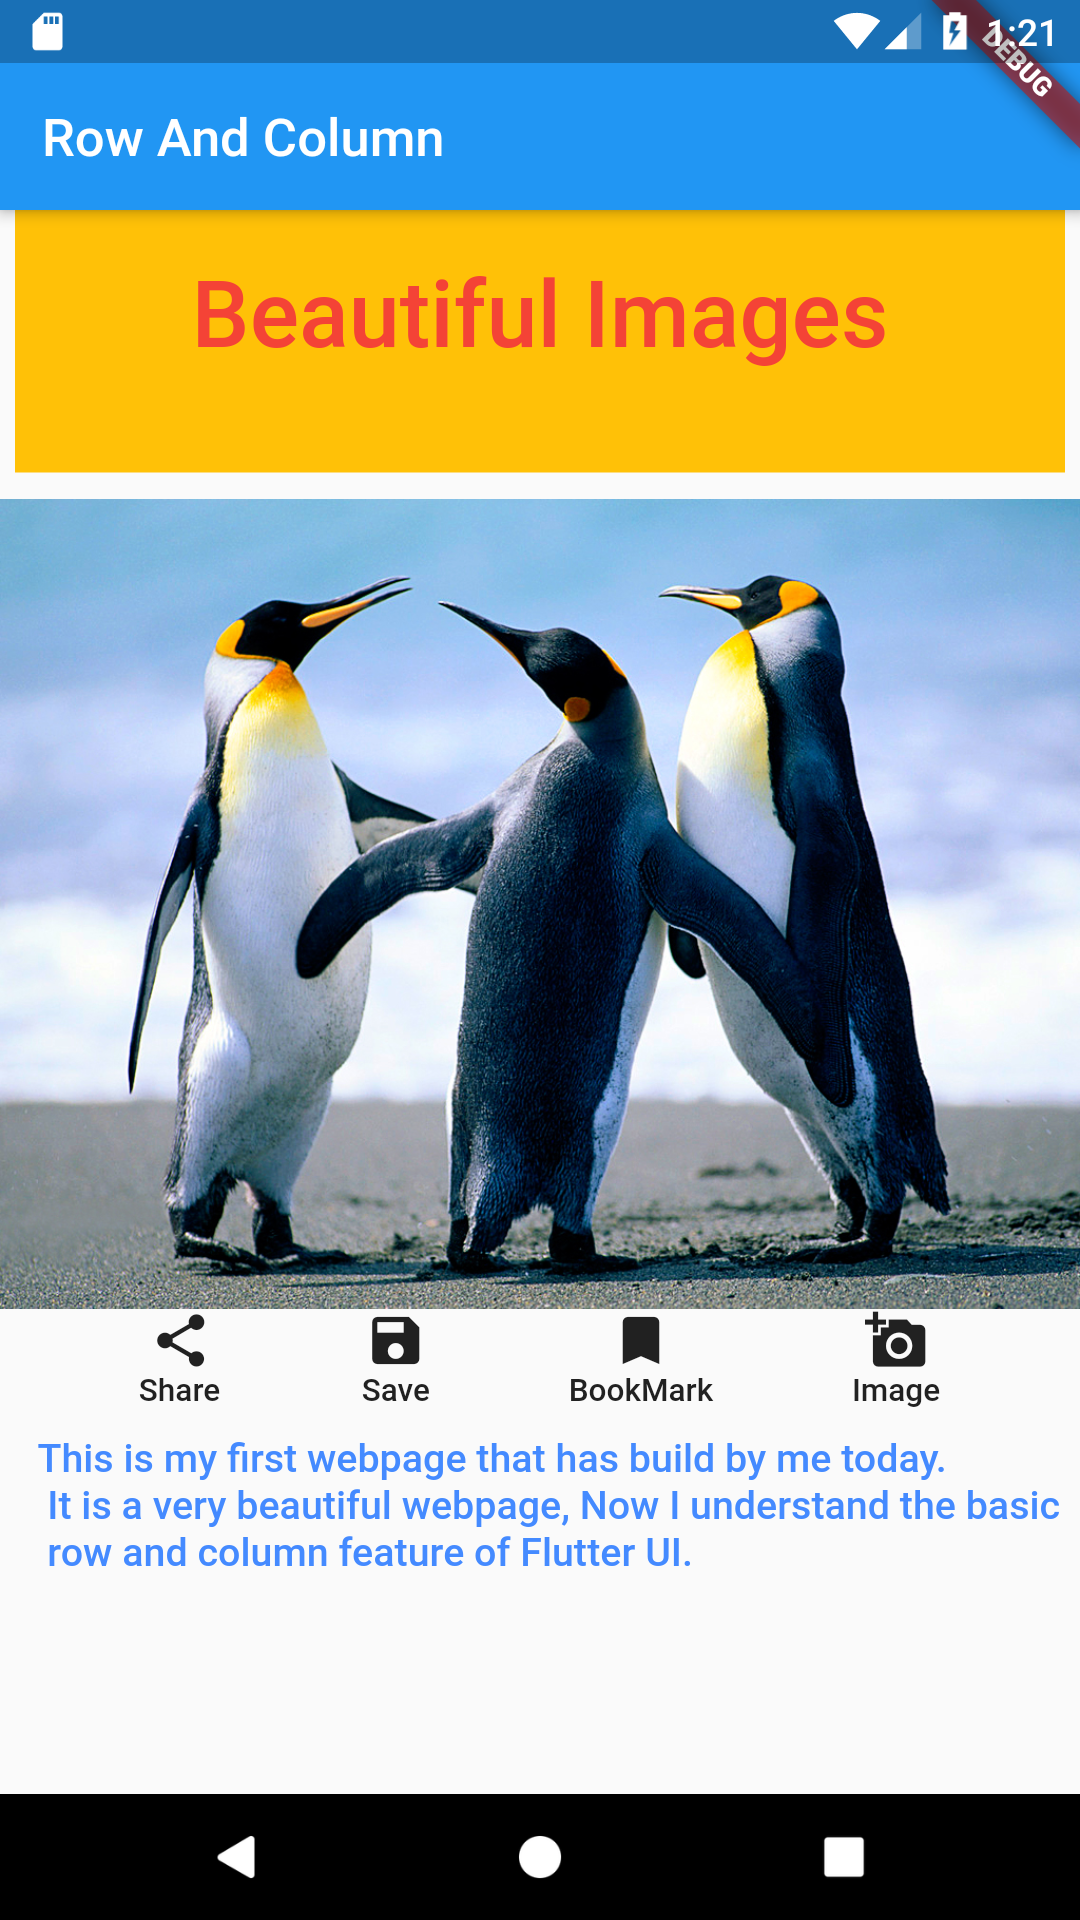 1:21
DEBUG
Row And Column
Beautiful Images
Share Save BookMark Image
This is my first webpage that has build by me today.
It is a very beautiful webpage, Now I understand the basic
row and column feature of Flutter UI.